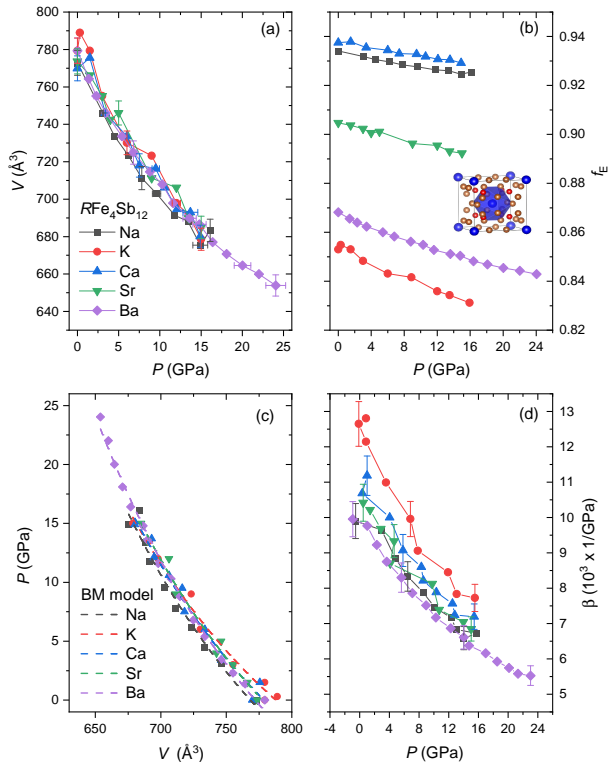 (a)
800
780
760
740
720
700
680
660
640
V (Å³)
RFe₄Sb₁₂
Na
K
Ca
Sr
Ba
0 5 10 15 20 25
P (GPa)
(b)
0.94
0.92
0.90
0.88
0.86
0.84
0.82
fE
0 4 8 12 16 20 24
P (GPa)
(c)
25
20
15
10
5
0
P (GPa)
BM model
Na
K
Ca
Sr
Ba
650 700 750 800
V (Å³)
(d)
13
12
11
10
9
8
7
6
5
β (10³ x 1/GPa)
-4 0 4 8 12 16 20 24
P (GPa)